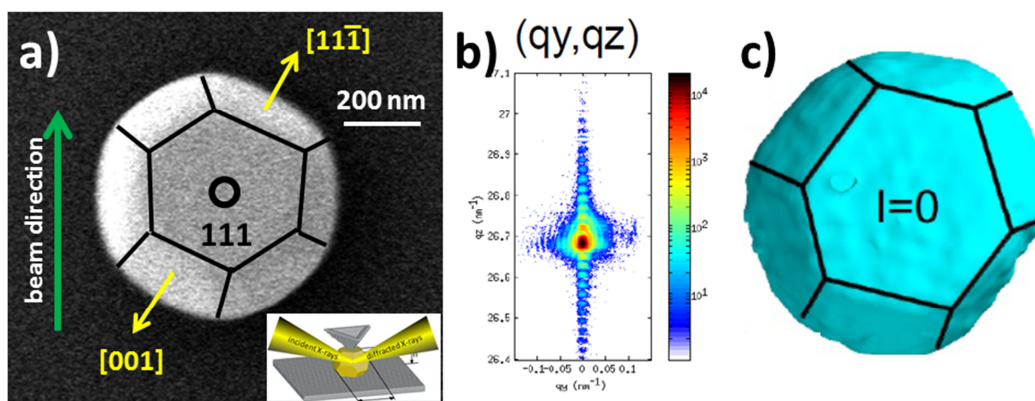 a)
[11̄1̄]
200 nm
beam direction
111
[001]
incident X-rays
diffracted X-rays
b)
(qy,qz)
27.1
27
26.9
26.8
26.7
26.6
26.5
26.4
qz (nm⁻¹)
-0.1
-0.05
0
0.05
0.1
qy (nm⁻¹)
10⁴
10³
10²
10¹
c)
I=0